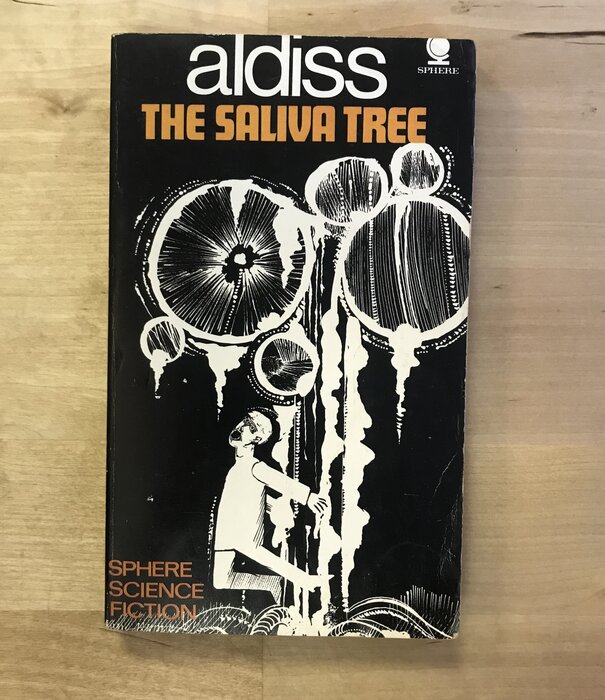 aldiss
SPHERE
THE SALIVA TREE
SPHERE
SCIENCE
FICTION